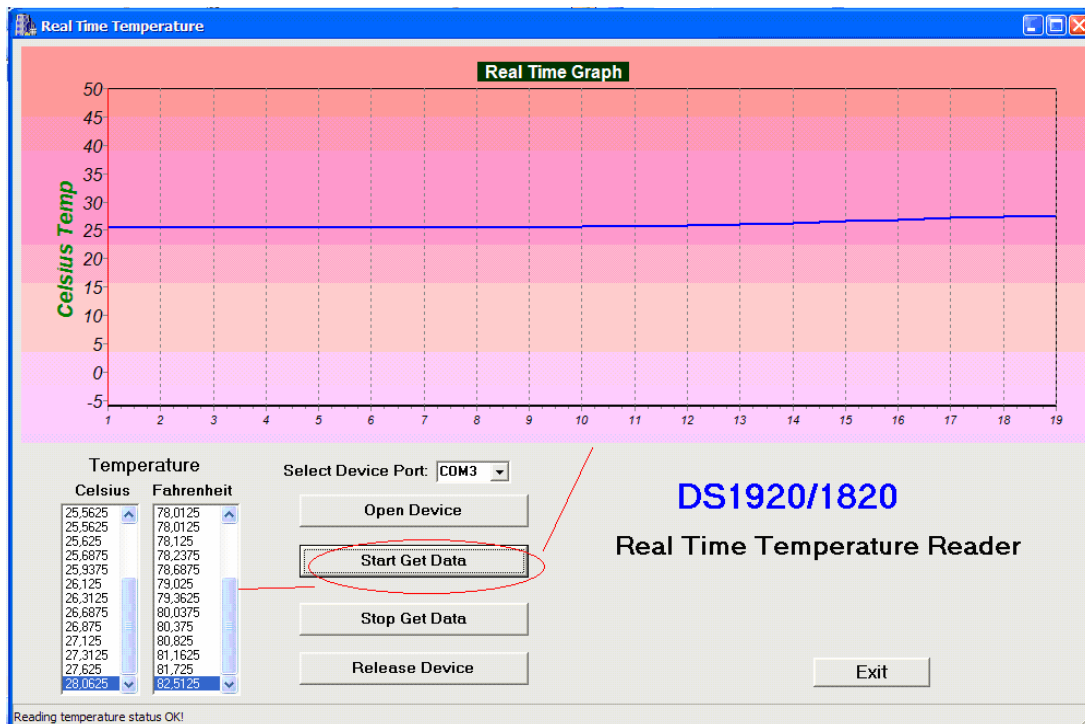 Real Time Temperature
Real Time Graph
Celsius Temp
50
45
40
35
30
25
20
15
10
5
0
-5
1 2 3 4 5 6 7 8 9 10 11 12 13 14 15 16 17 18 19
Temperature
Celsius Fahrenheit
25,5625 78,0125
25,5625 78,0125
25,625 78,125
25,6875 78,2375
25,9375 78,6875
26,125 79,025
26,3125 79,3625
26,6875 80,0375
26,875 80,375
27,125 80,825
27,3125 81,1625
27,625 81,725
28,0625 82,5125
Select Device Port: COM3
Open Device
Start Get Data
Stop Get Data
Release Device
DS1920/1820
Real Time Temperature Reader
Exit
Reading temperature status OK!